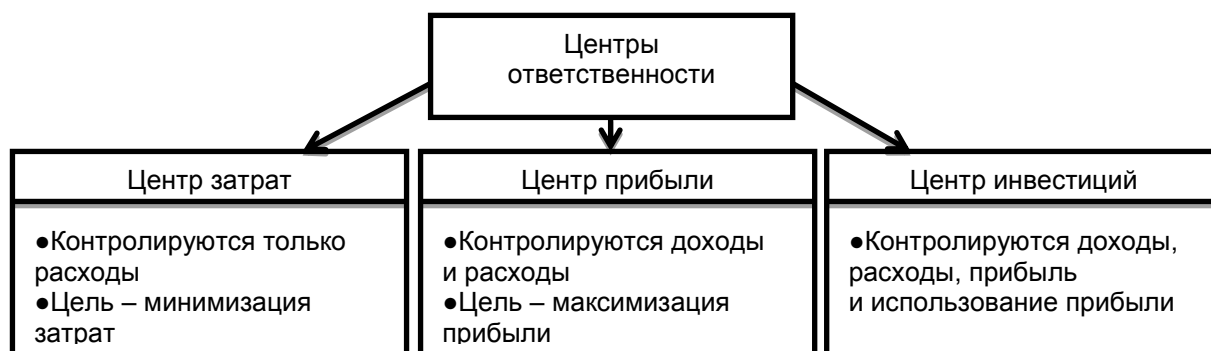 Центры
ответственности
Центр затрат
●Контролируются только
расходы
●Цель – минимизация
затрат
Центр прибыли
●Контролируются доходы
и расходы
●Цель – максимизация
прибыли
Центр инвестиций
●Контролируются доходы,
расходы, прибыль
и использование прибыли